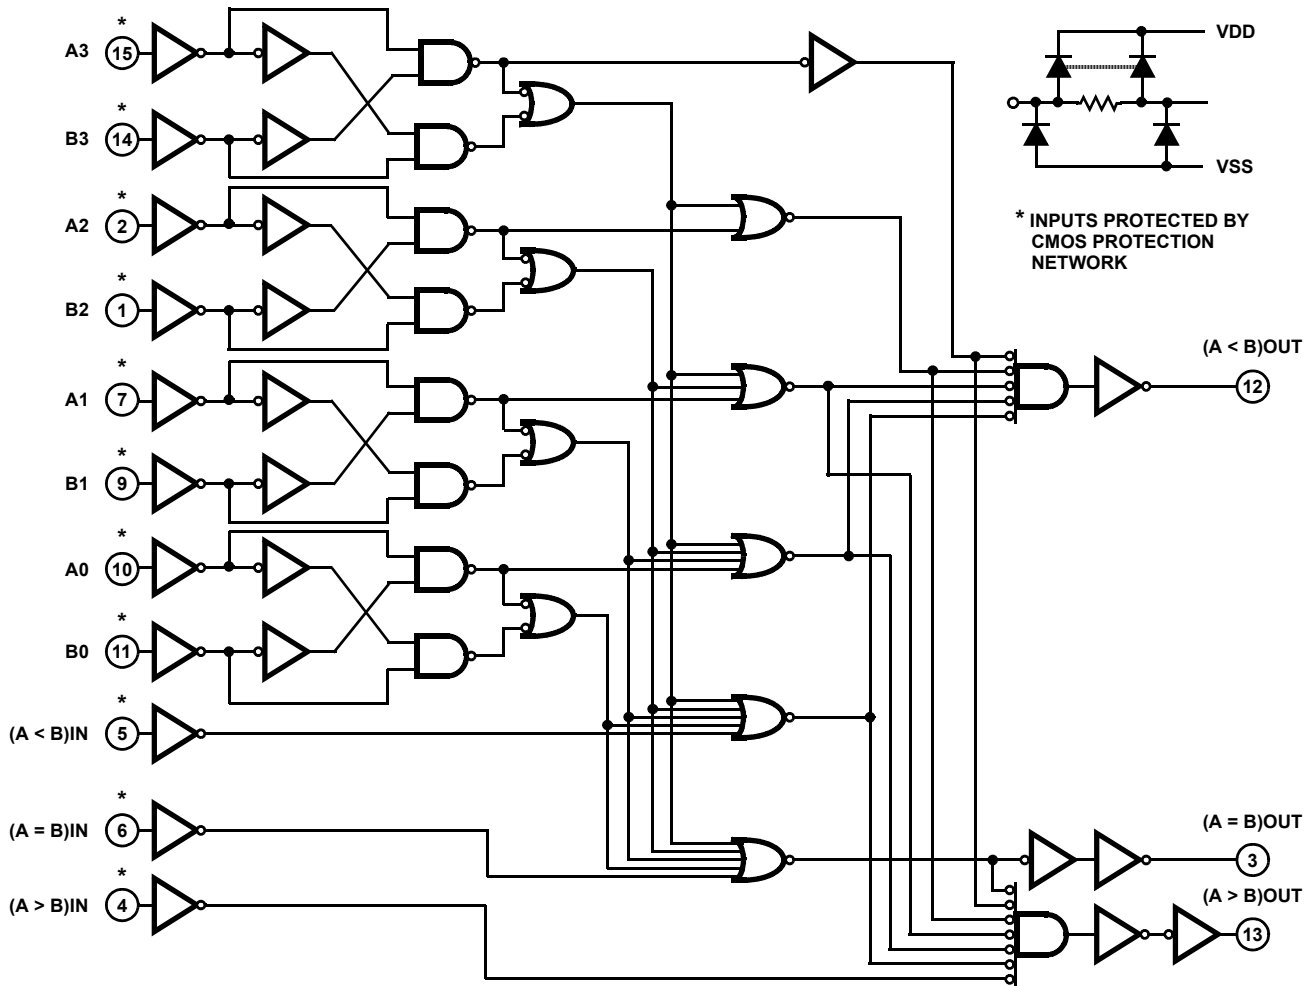 A3
*
15
B3
*
14
A2
*
2
B2
*
1
A1
*
7
B1
*
9
A0
*
10
B0
*
11
(A < B)IN
*
5
(A = B)IN
*
6
(A > B)IN
*
4
VDD
VSS
* INPUTS PROTECTED BY
CMOS PROTECTION
NETWORK
(A < B)OUT
12
(A = B)OUT
3
(A > B)OUT
13